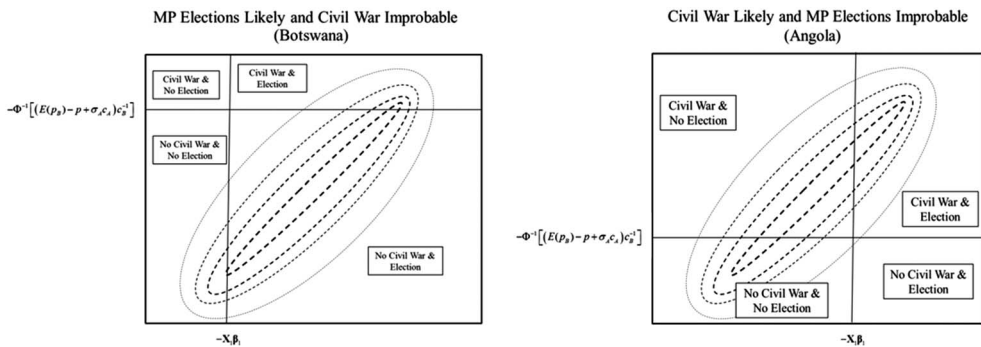 MP Elections Likely and Civil War Improbable
(Botswana)
Civil War &
No Election
Civil War &
Election
−Φ⁻¹[(E(p_B)−p+σ_A c_A)c_B⁻¹]
No Civil War &
No Election
No Civil War &
Election
−X₁β₁
Civil War Likely and MP Elections Improbable
(Angola)
Civil War &
No Election
Civil War &
Election
−Φ⁻¹[(E(p_B)−p+σ_A c_A)c_B⁻¹]
No Civil War &
Election
No Civil War &
No Election
−X₁β₁